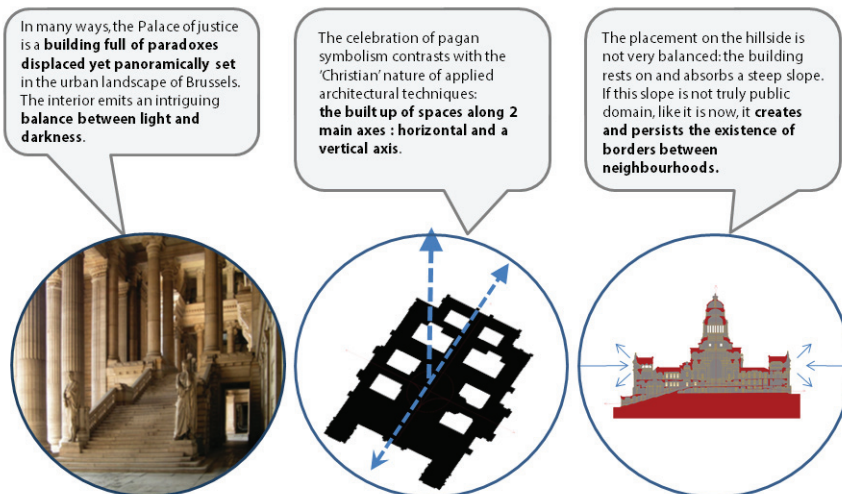 In many ways, the Palace of justice
is a building full of paradoxes
displaced yet panoramically set
in the urban landscape of Brussels.
The interior emits an intriguing
balance between light and
darkness.
The celebration of pagan
symbolism contrasts with the
‘Christian’ nature of applied
architectural techniques:
the built up of spaces along 2
main axes : horizontal and a
vertical axis.
The placement on the hillside is
not very balanced: the building
rests on and absorbs a steep slope.
If this slope is not truly public
domain, like it is now, it creates
and persists the existence of
borders between
neighbourhoods.